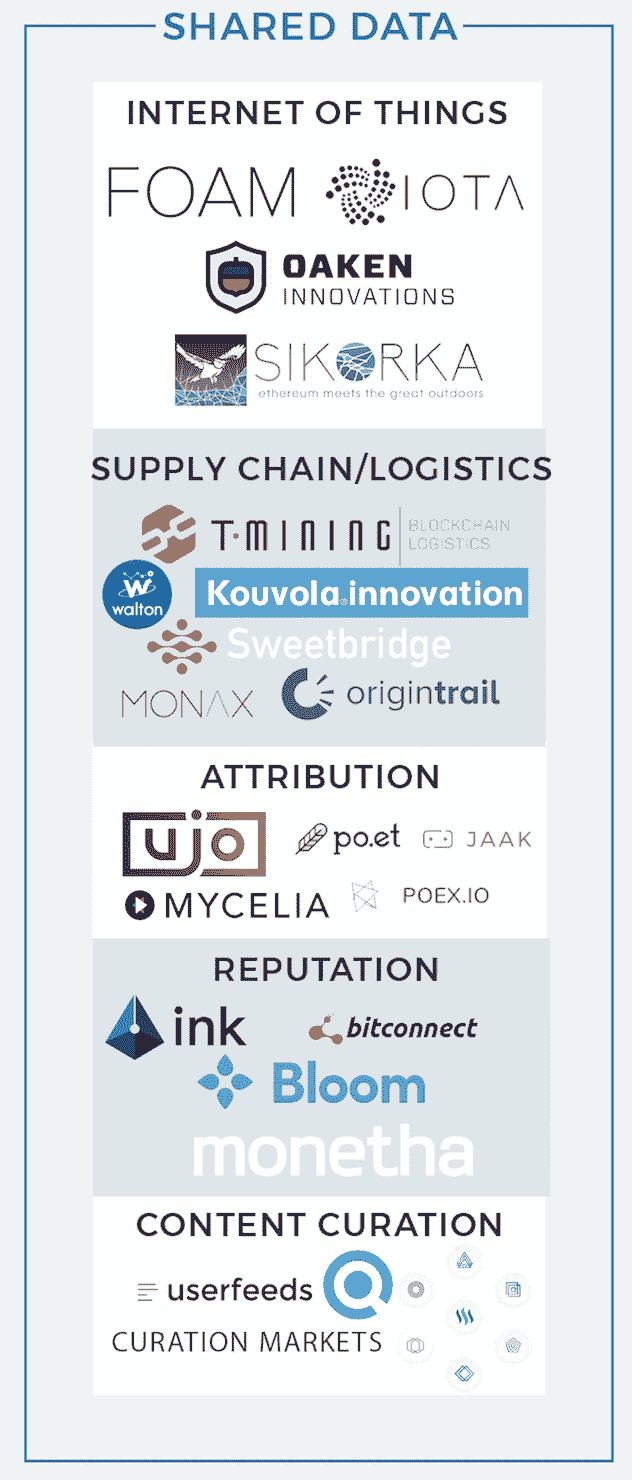 SHARED DATA
INTERNET OF THINGS
FOAM IOTA
OAKEN
INNOVATIONS
SIKORKA
ethereum meets the great outdoors
SUPPLY CHAIN/LOGISTICS
T-MINING BLOCKCHAIN
LOGISTICS
walton Kouvola innovation
Sweetbridge
MONAX origintrail
ATTRIBUTION
ujo po.et JAAK
MYCELIA POEX.IO
REPUTATION
ink bitconnect
Bloom
monetha
CONTENT CURATION
userfeeds
CURATION MARKETS